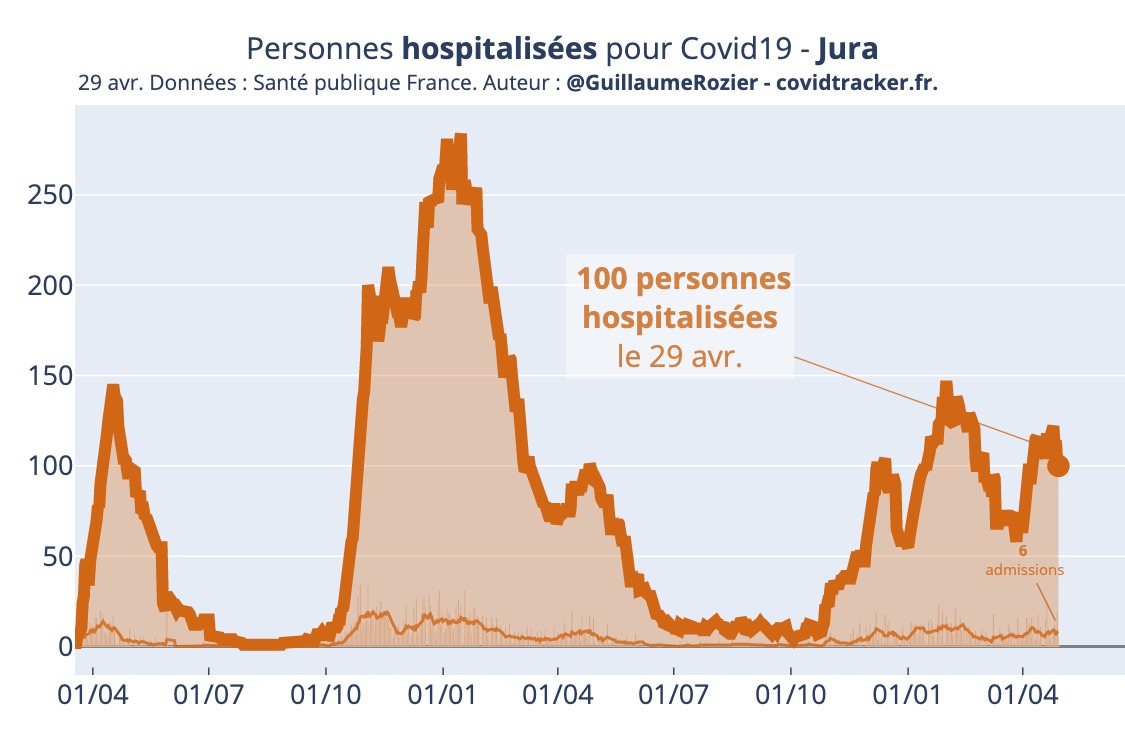 Personnes hospitalisées pour Covid19 - Jura
29 avr. Données : Santé publique France. Auteur : @GuillaumeRozier - covidtracker.fr.
250
200
150
100
50
0
100 personnes
hospitalisées
le 29 avr.
6
admissions
01/04 01/07 01/10 01/01 01/04 01/07 01/10 01/01 01/04